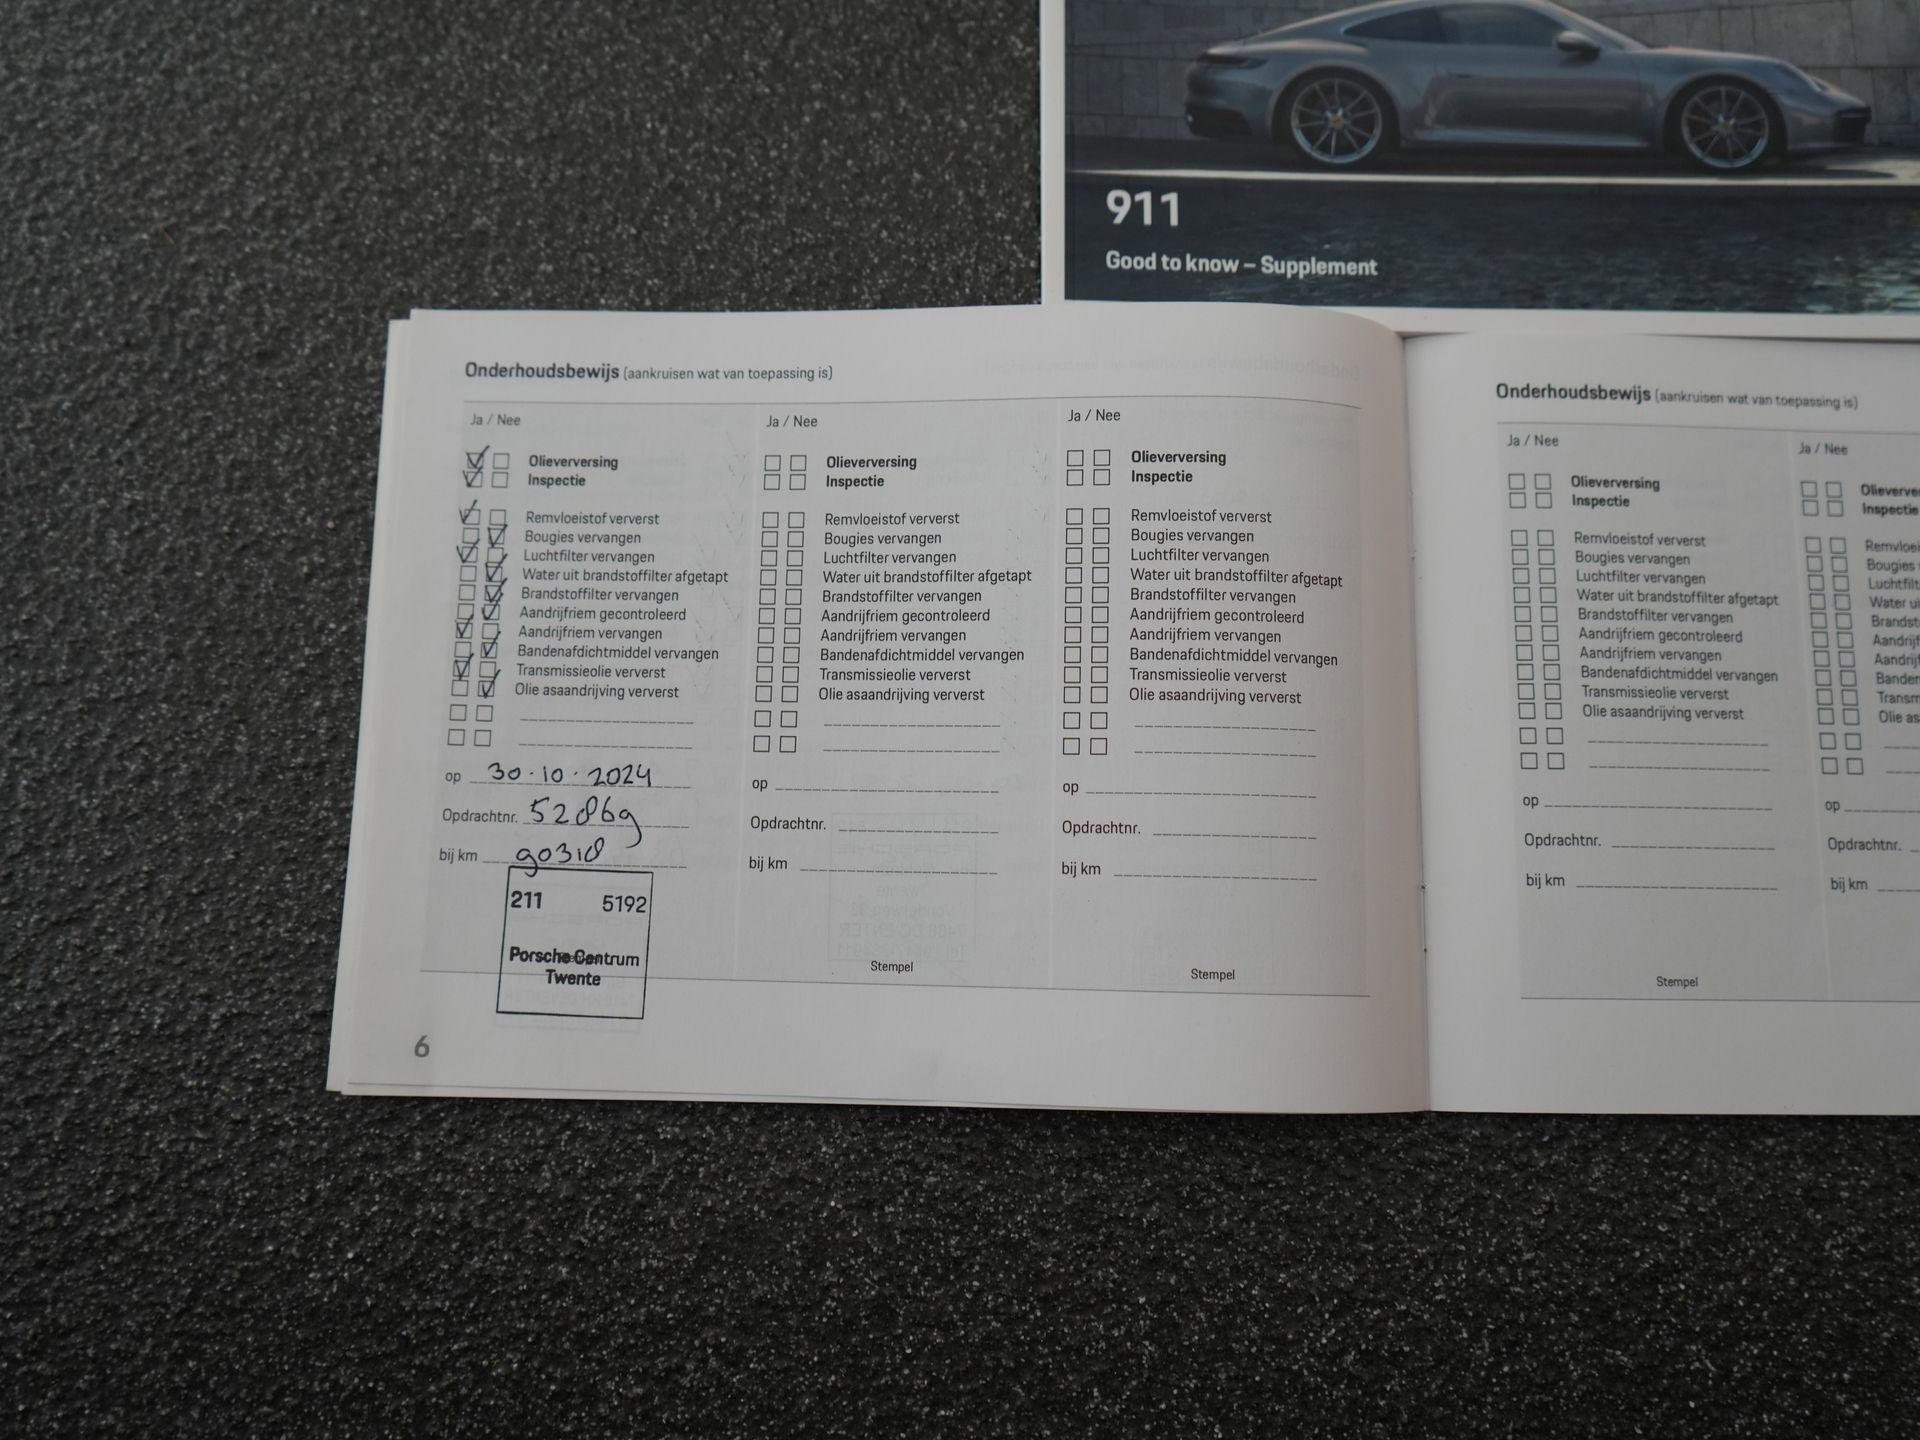 911
Good to know – Supplement
Onderhoudsbewijs (aankruisen wat van toepassing is)
Ja / Nee
Olieverversing
Inspectie
Remvloeistof ververst
Bougies vervangen
Luchtfilter vervangen
Water uit brandstoffilter afgetapt
Brandstoffilter vervangen
Aandrijfriem gecontroleerd
Aandrijfriem vervangen
Bandenafdichtmiddel vervangen
Transmissieolie ververst
Olie asaandrijving ververst
op 30·10·2024
Opdrachtnr. 52869
bij km 90318
211 5192
Porsche Centrum
Twente
Ja / Nee
Olieverversing
Inspectie
Remvloeistof ververst
Bougies vervangen
Luchtfilter vervangen
Water uit brandstoffilter afgetapt
Brandstoffilter vervangen
Aandrijfriem gecontroleerd
Aandrijfriem vervangen
Bandenafdichtmiddel vervangen
Transmissieolie ververst
Olie asaandrijving ververst
op
Opdrachtnr.
bij km
Stempel
Ja / Nee
Olieverversing
Inspectie
Remvloeistof ververst
Bougies vervangen
Luchtfilter vervangen
Water uit brandstoffilter afgetapt
Brandstoffilter vervangen
Aandrijfriem gecontroleerd
Aandrijfriem vervangen
Bandenafdichtmiddel vervangen
Transmissieolie ververst
Olie asaandrijving ververst
op
Opdrachtnr.
bij km
Stempel
6
Onderhoudsbewijs (aankruisen wat van toepassing is)
Ja / Nee
Olieverversing
Inspectie
Remvloeistof ververst
Bougies vervangen
Luchtfilter vervangen
Water uit brandstoffilter afgetapt
Brandstoffilter vervangen
Aandrijfriem gecontroleerd
Aandrijfriem vervangen
Bandenafdichtmiddel vervangen
Transmissieolie ververst
Olie asaandrijving ververst
op
Opdrachtnr.
bij km
Stempel
Ja / Nee
Inspectie
Water
op
Opdrachtnr.
bij km